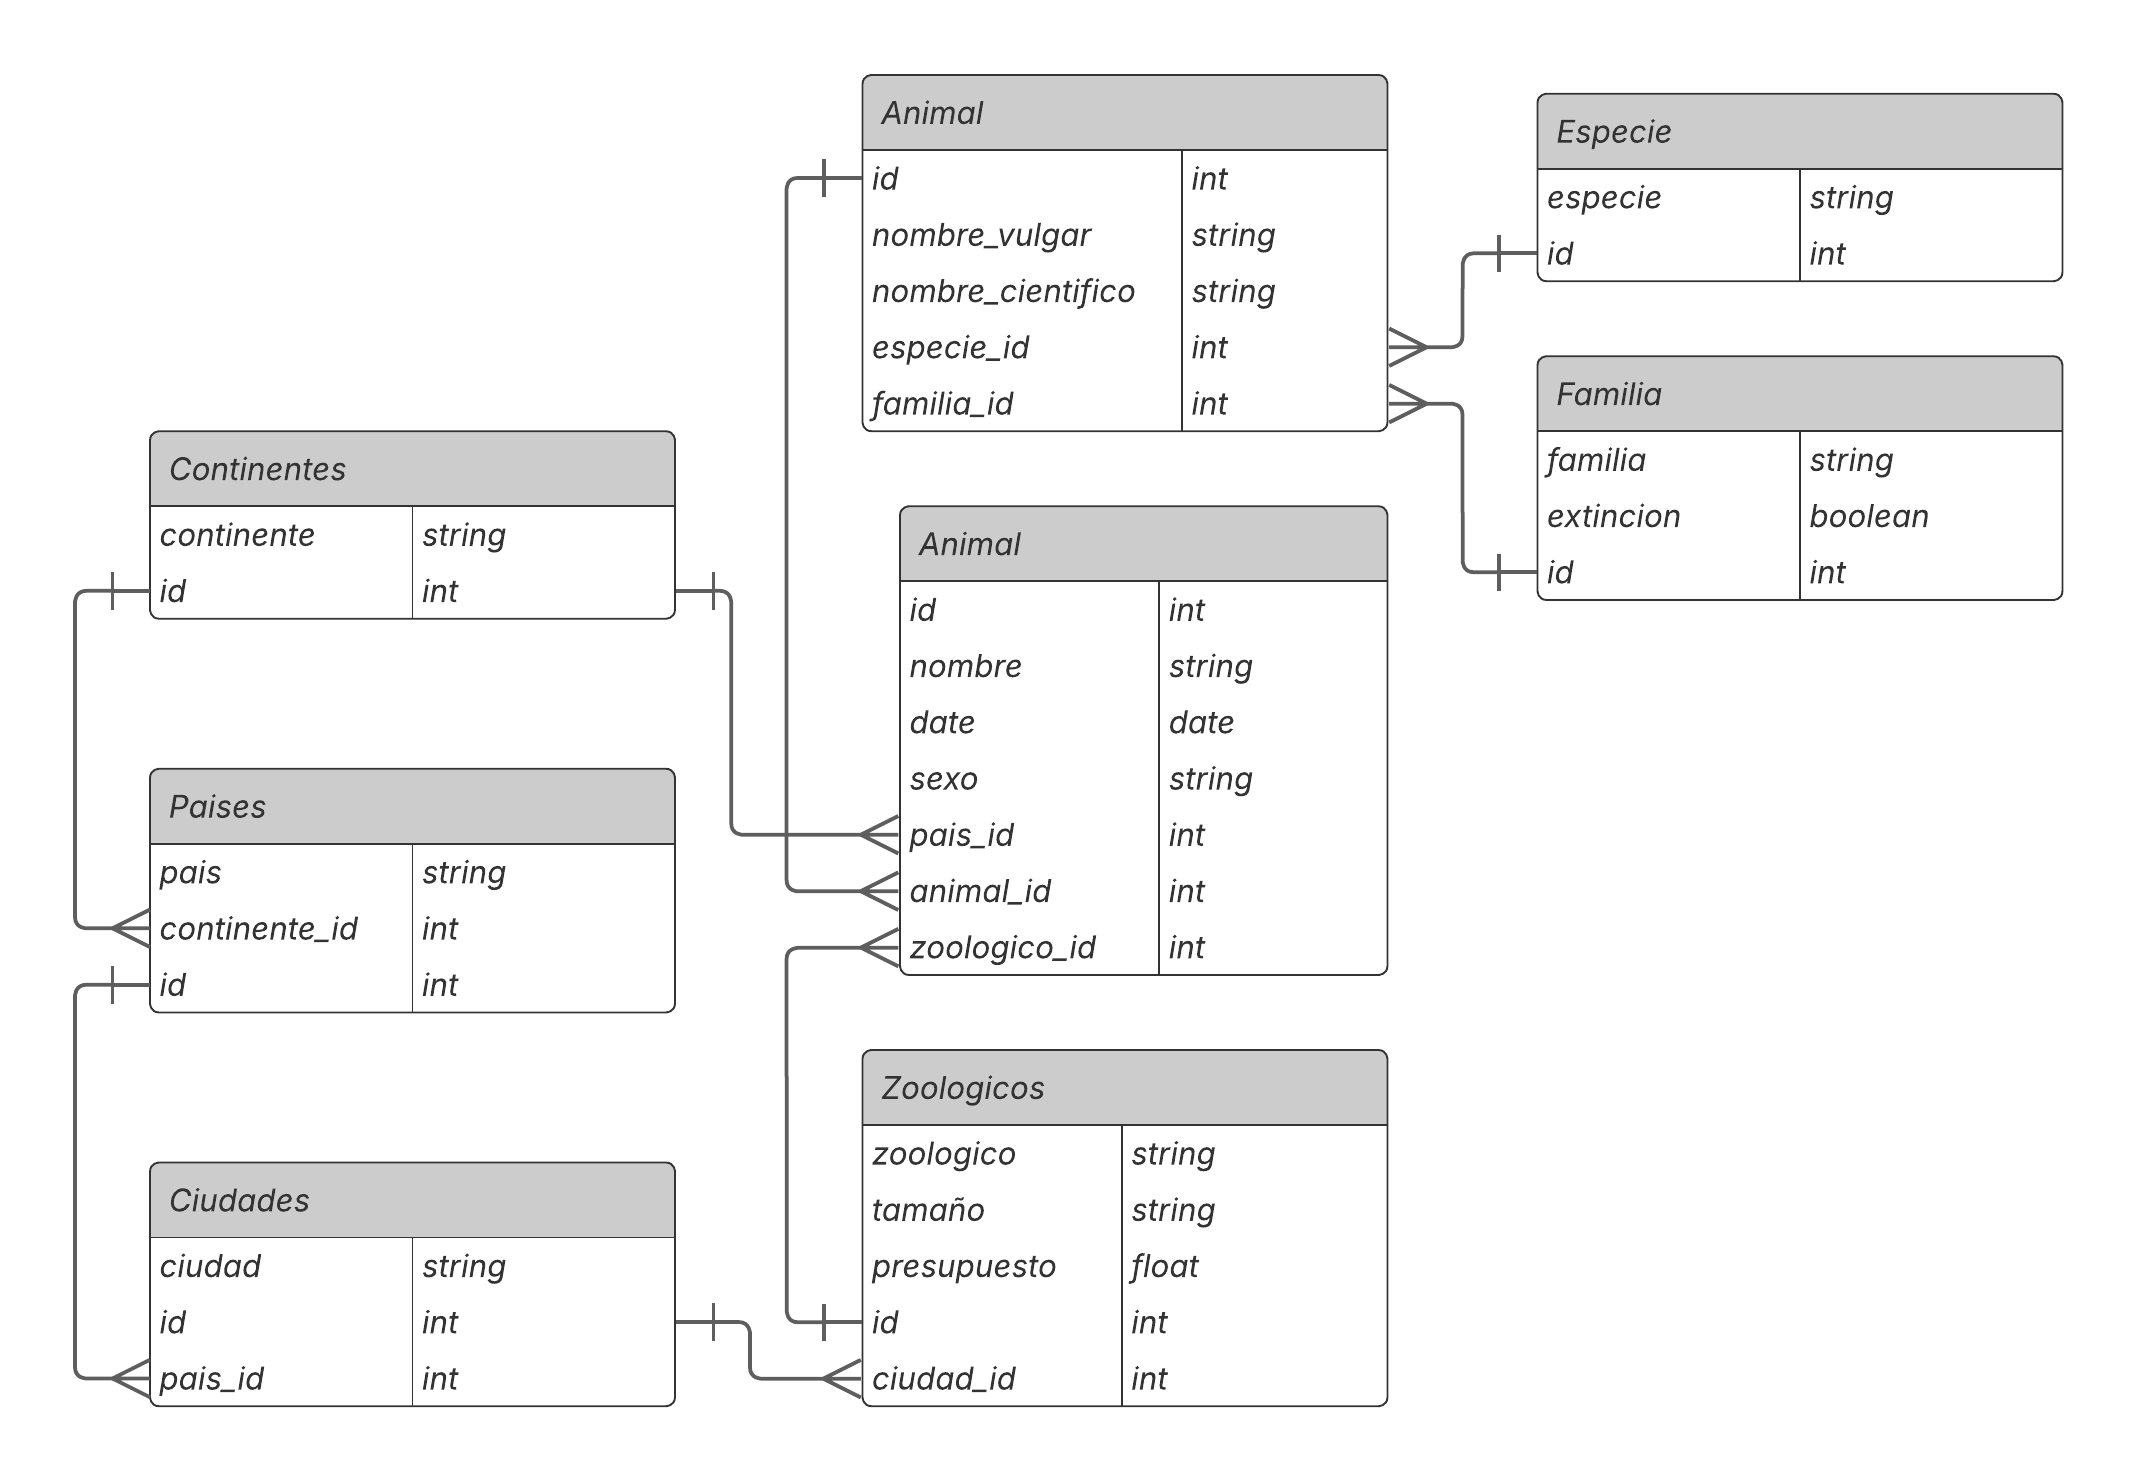 Animal
id int
nombre_vulgar string
nombre_cientifico string
especie_id int
familia_id int
Especie
especie string
id int
Familia
familia string
extincion boolean
id int
Continentes
continente string
id int
Animal
id int
nombre string
date date
sexo string
pais_id int
animal_id int
zoologico_id int
Paises
pais string
continente_id int
id int
Zoologicos
zoologico string
tamaño string
presupuesto float
id int
ciudad_id int
Ciudades
ciudad string
id int
pais_id int